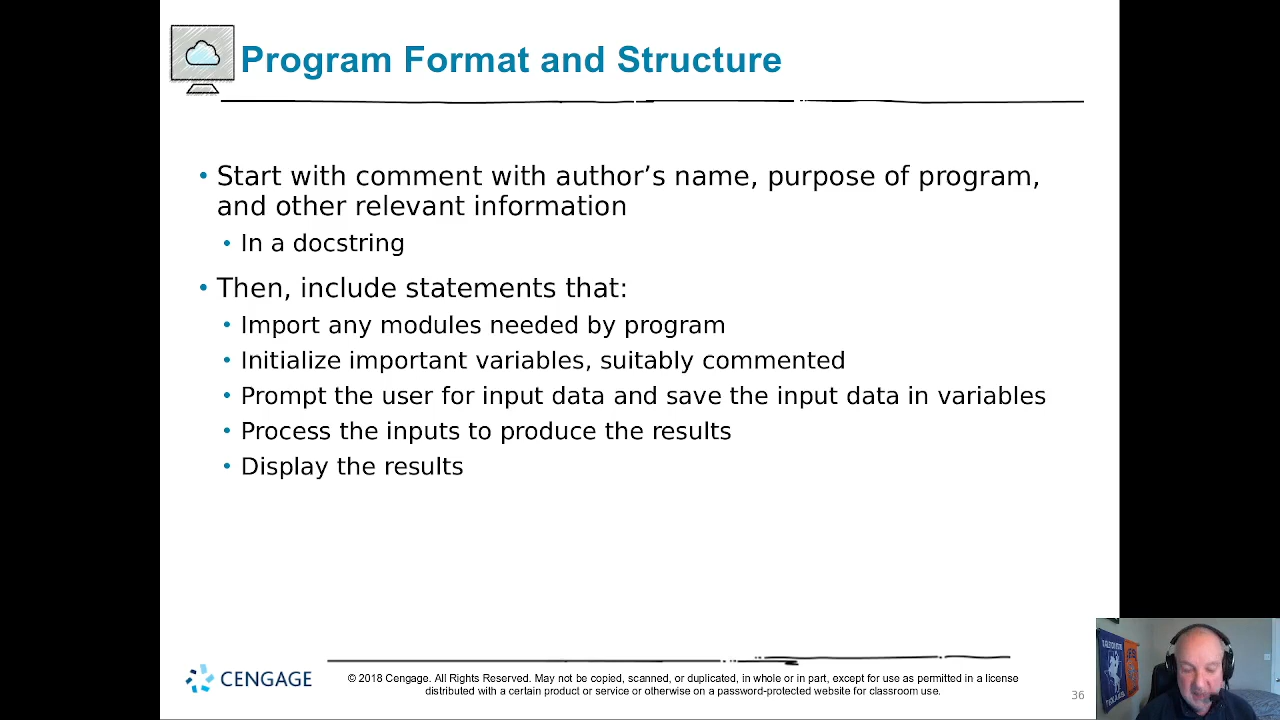 Program Format and Structure
• Start with comment with author’s name, purpose of program,
and other relevant information
• In a docstring
• Then, include statements that:
• Import any modules needed by program
• Initialize important variables, suitably commented
• Prompt the user for input data and save the input data in variables
• Process the inputs to produce the results
• Display the results
CENGAGE
© 2018 Cengage. All Rights Reserved. May not be copied, scanned, or duplicated, in whole or in part, except for use as permitted in a license
distributed with a certain product or service or otherwise on a password-protected website for classroom use.
36